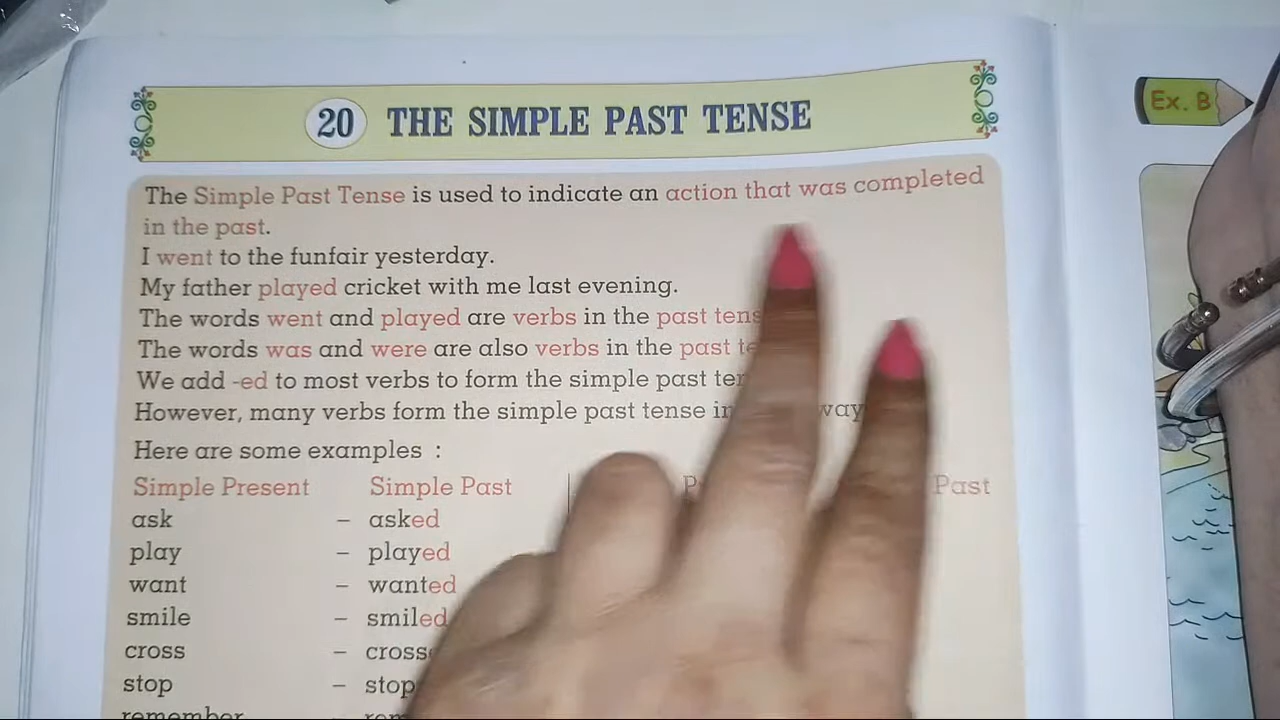 20 THE SIMPLE PAST TENSE
Ex. B
The Simple Past Tense is used to indicate an action that was completed
in the past.
I went to the funfair yesterday.
My father played cricket with me last evening.
The words went and played are verbs in the past
The words was and were are also verbs in the past
We add -ed to most verbs to form the simple past
However, many verbs form the simple past tense
Here are some examples :
Simple Present Simple Past Past
ask – asked
play – played
want – wanted
smile – smiled
cross –
stop –
remember